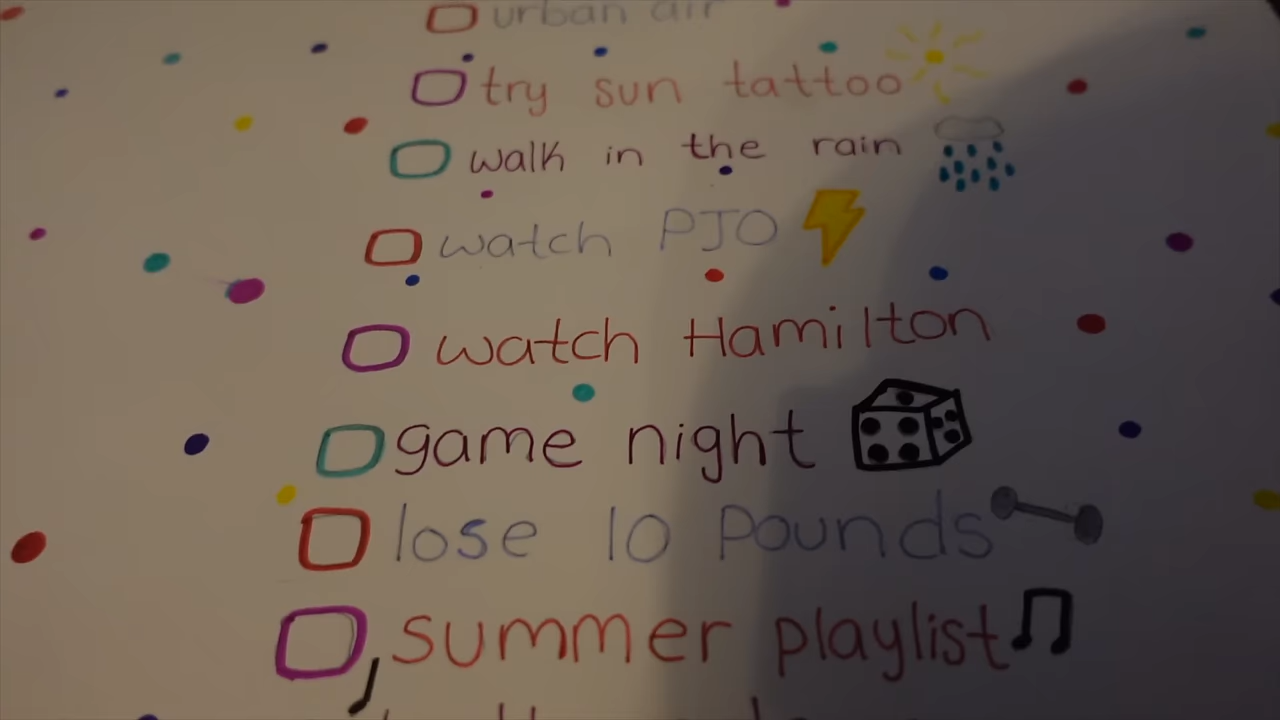 urban air
try sun tattoo
walk in the rain
watch PJO
watch Hamilton
game night
lose 10 Pounds
summer playlist